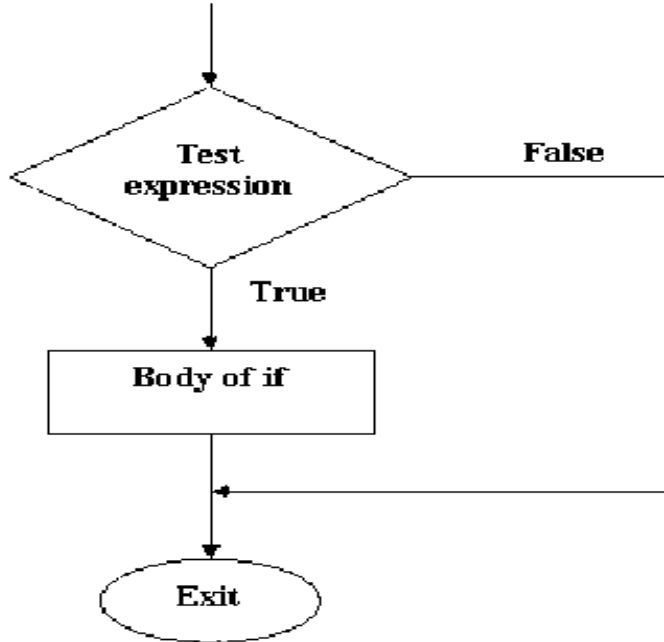 Test
expression
False
True
Body of if
Exit